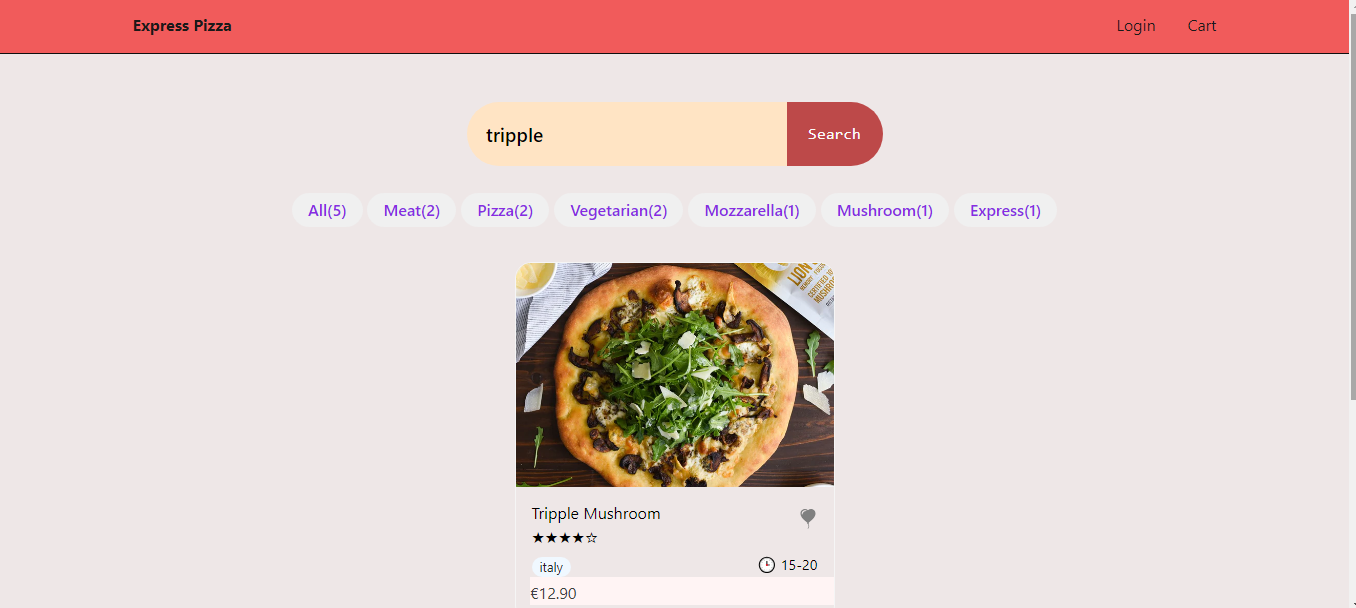 Express Pizza Login Cart
tripple Search
All(5) Meat(2) Pizza(2) Vegetarian(2) Mozzarella(1) Mushroom(1) Express(1)
LION
Tripple Mushroom
★★★★☆
italy 15-20
€12.90